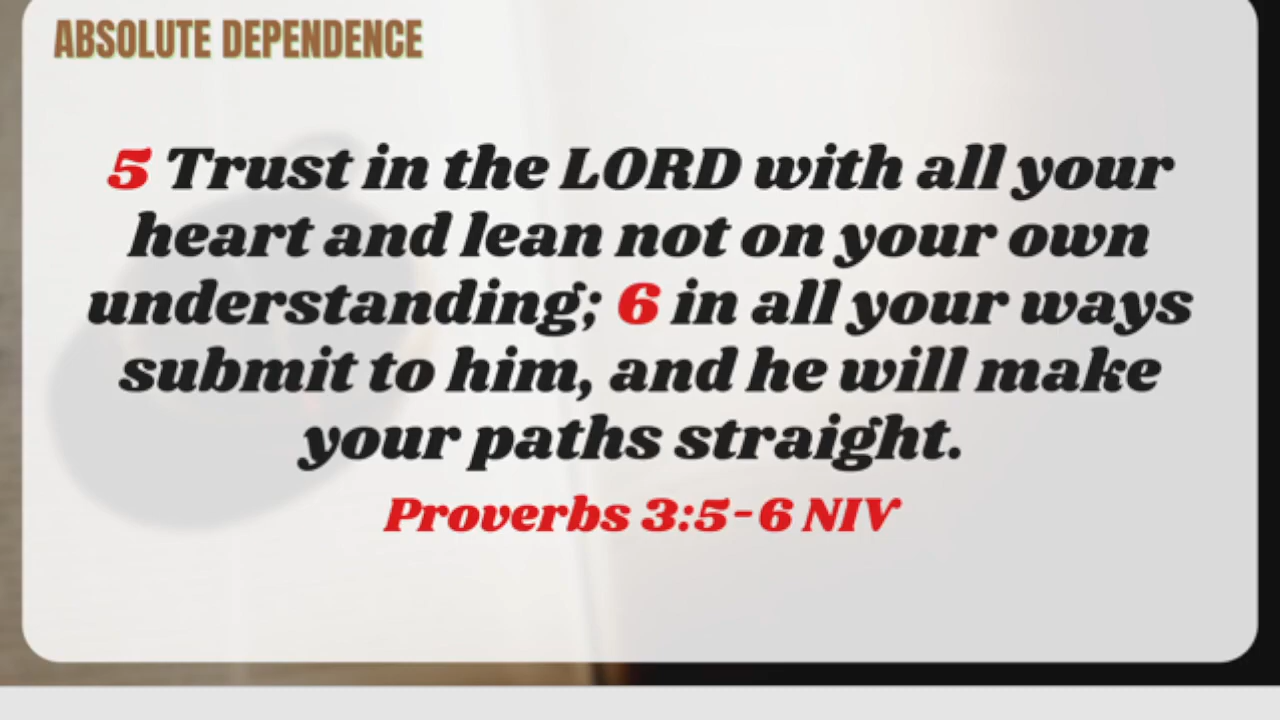 ABSOLUTE DEPENDENCE
5 Trust in the LORD with all your
heart and lean not on your own
understanding; 6 in all your ways
submit to him, and he will make
your paths straight.
Proverbs 3:5-6 NIV